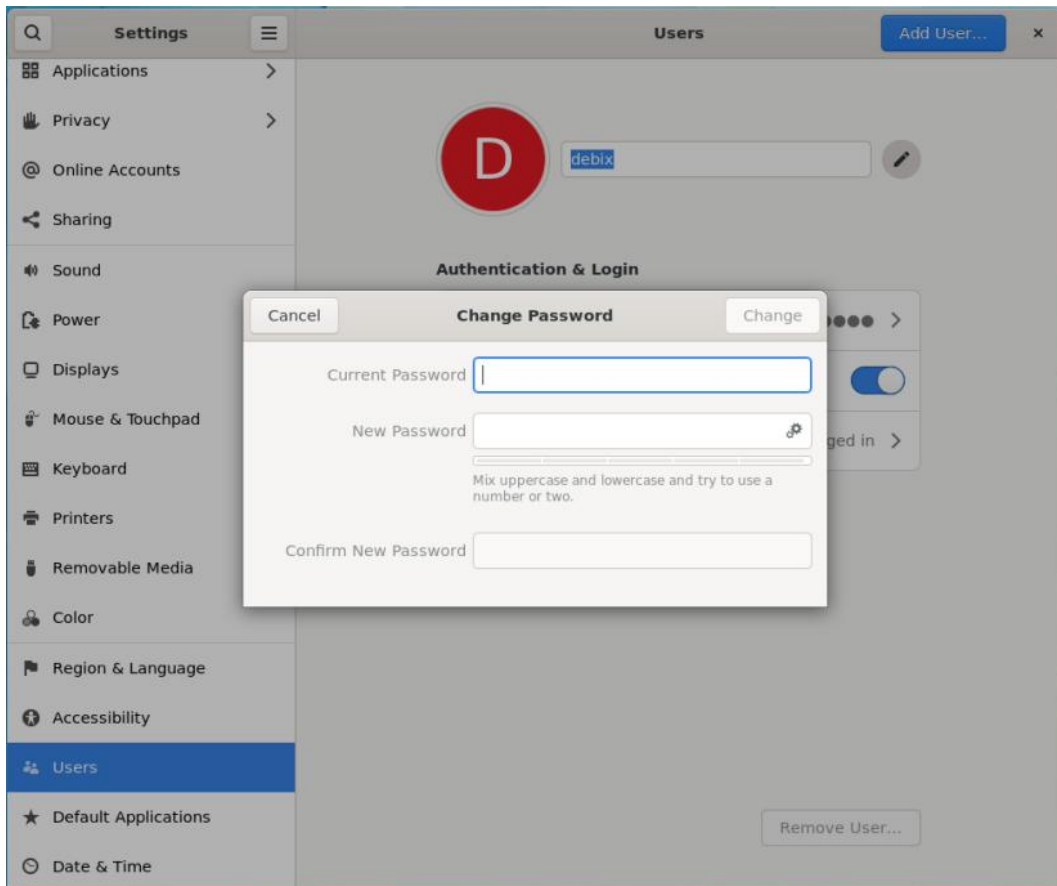 Settings
Users
Add User...
Applications
Privacy
Online Accounts
Sharing
Sound
Power
Displays
Mouse & Touchpad
Keyboard
Printers
Removable Media
Color
Region & Language
Accessibility
Users
Default Applications
Date & Time
D
debix
Authentication & Login
Cancel
Change Password
Change
Current Password
New Password
Mix uppercase and lowercase and try to use a
number or two.
Confirm New Password
in
Remove User...